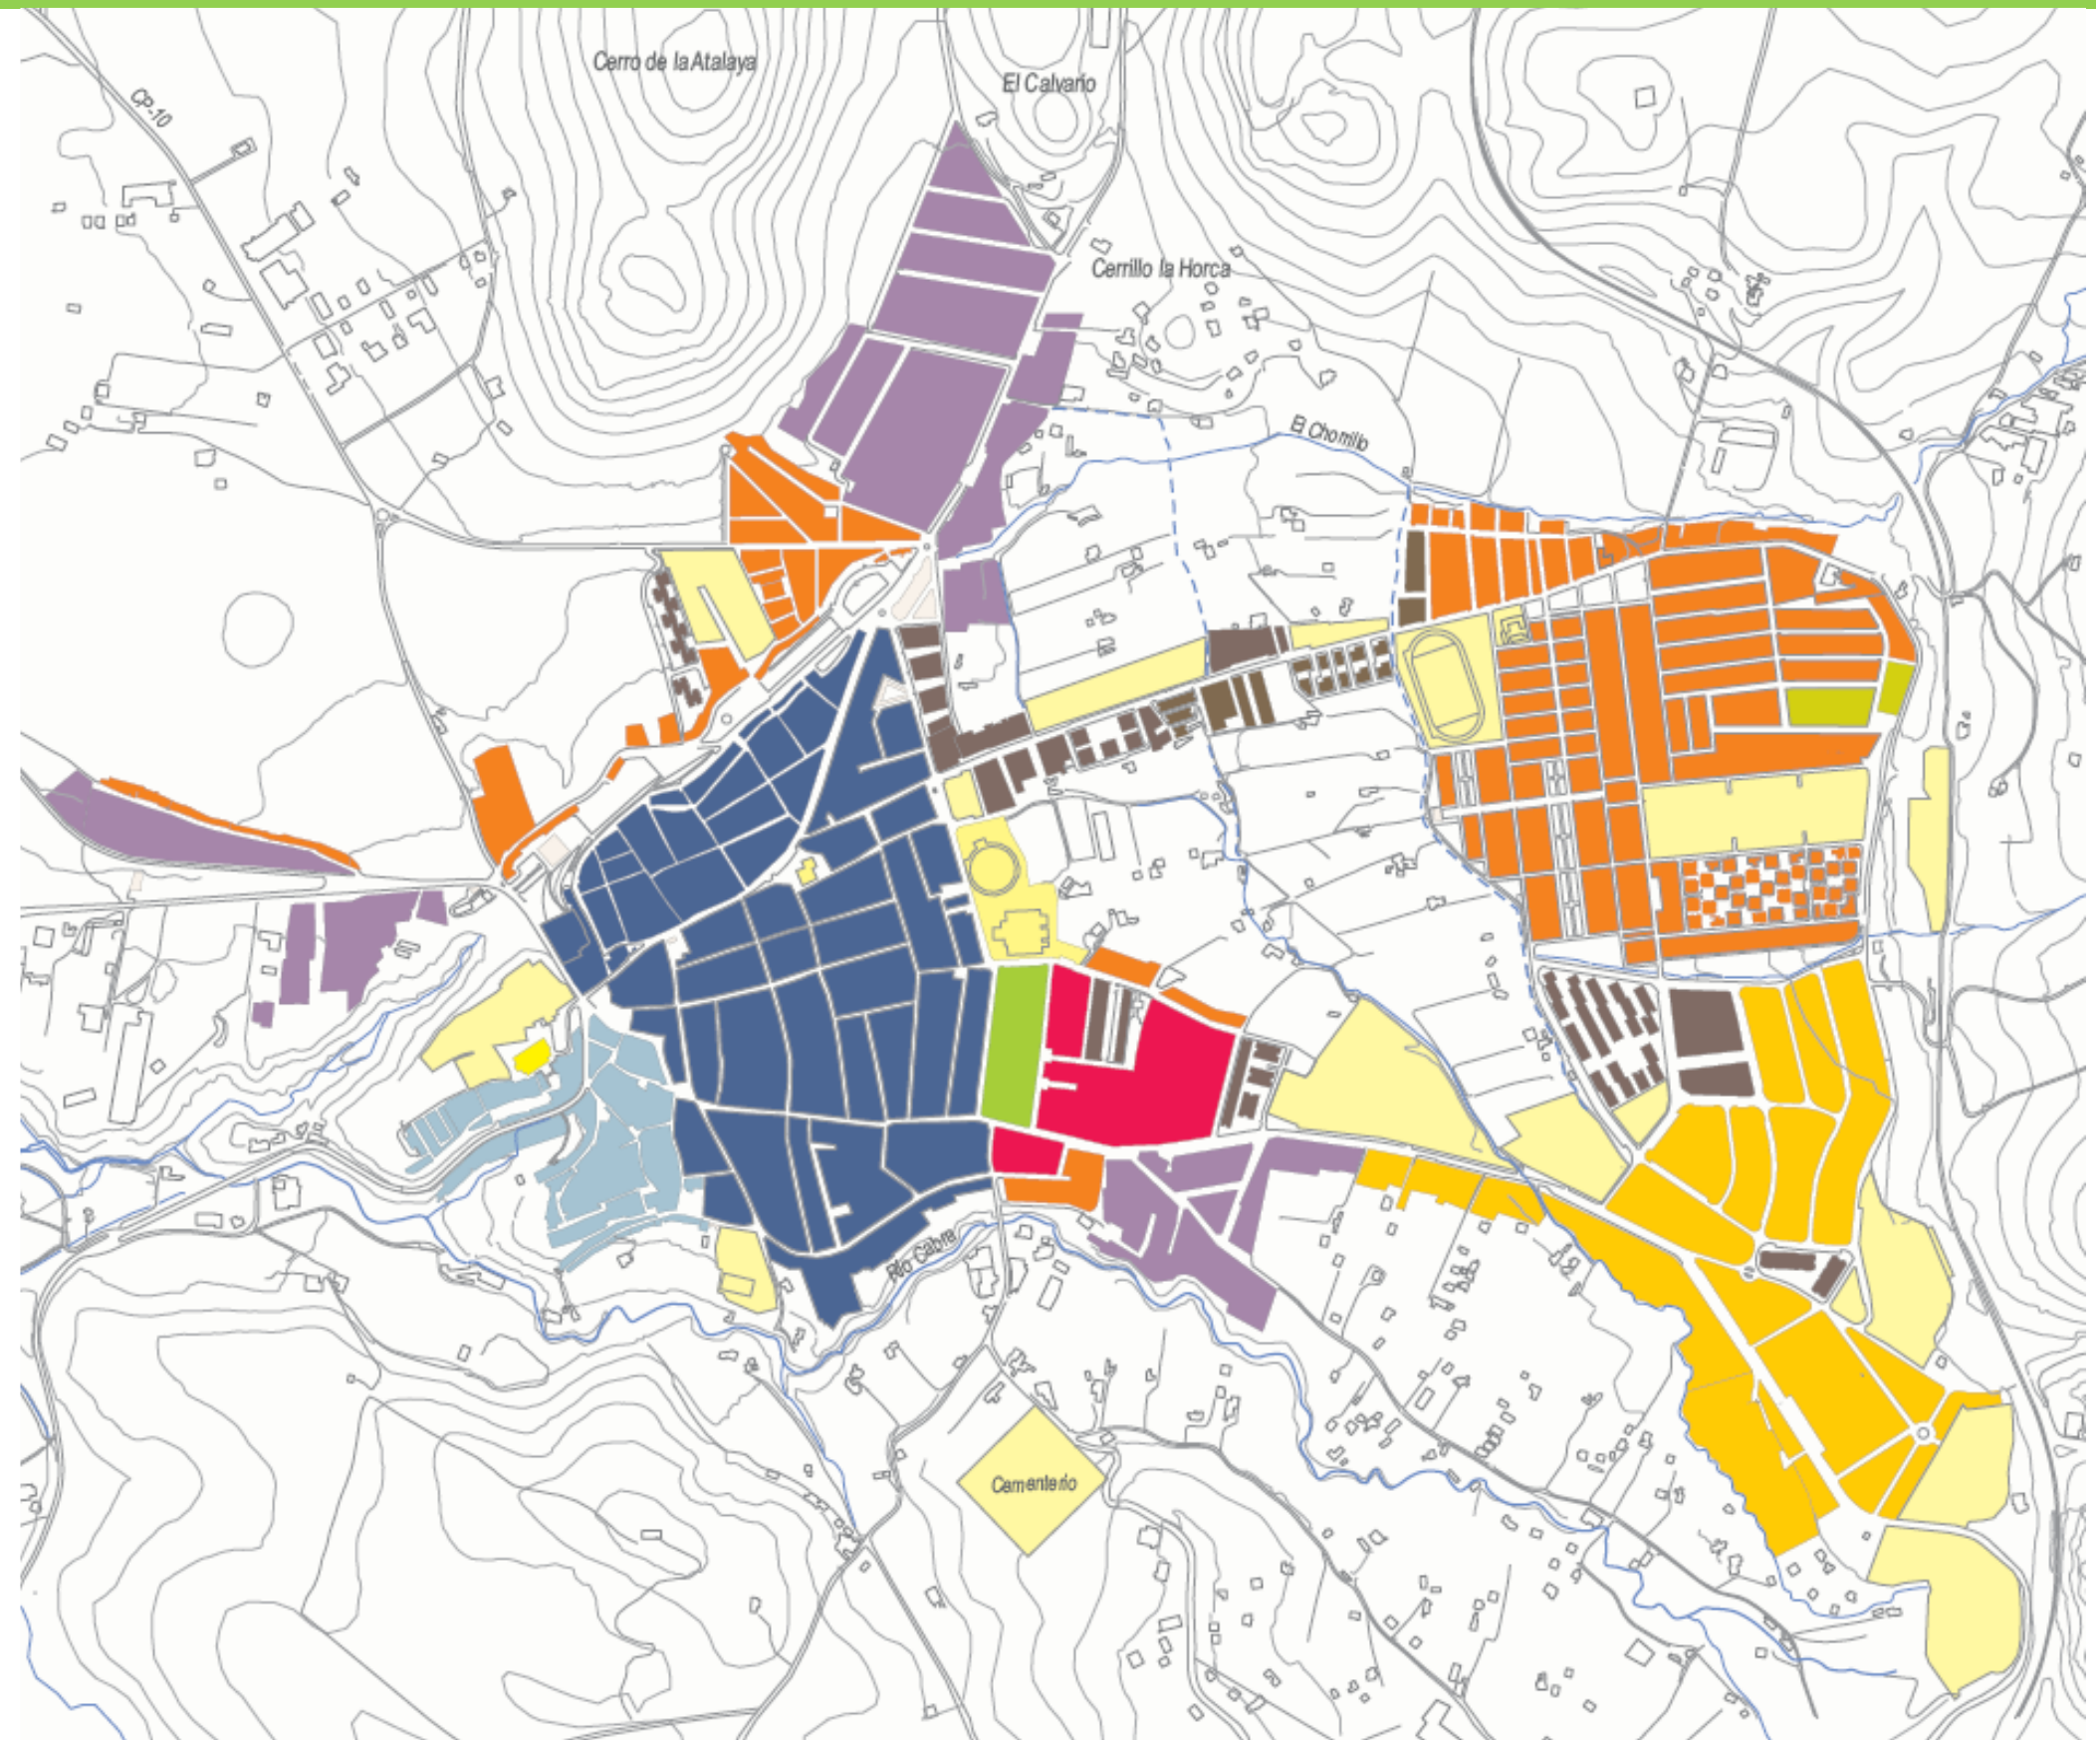 Cerro de la Atalaya
El Calvario
CP-10
Cerrillo la Horca
El Chorrillo
Río Cabra
Cementerio